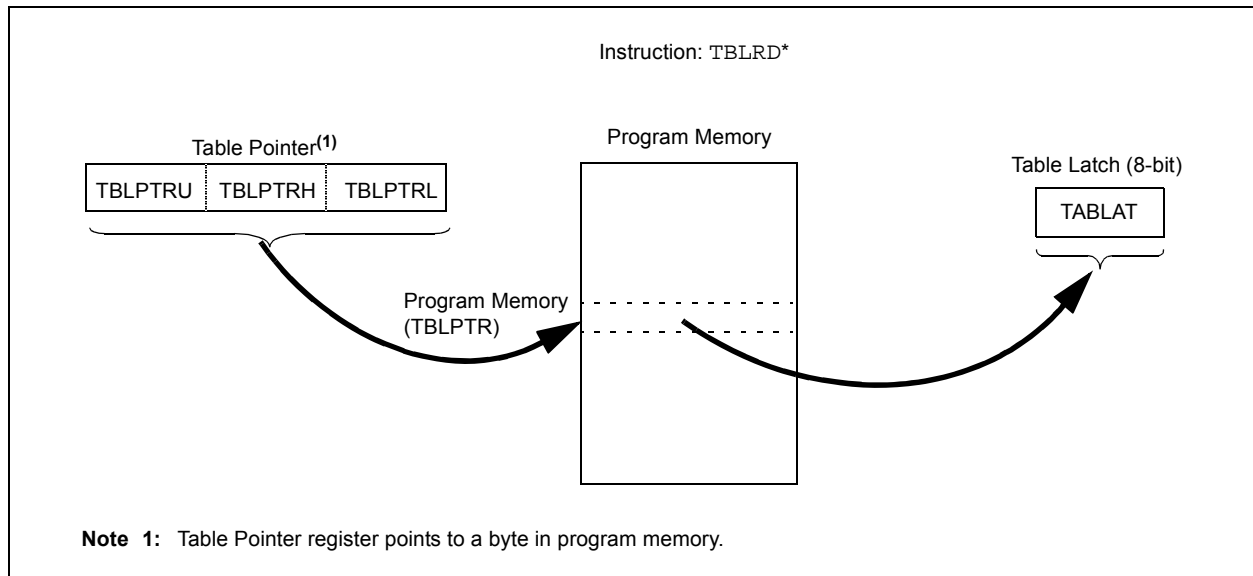 Instruction: TBLRD*
Table Pointer(1)
TBLPTRU TBLPTRH TBLPTRL
Program Memory
Table Latch (8-bit)
TABLAT
Program Memory
(TBLPTR)
Note 1: Table Pointer register points to a byte in program memory.